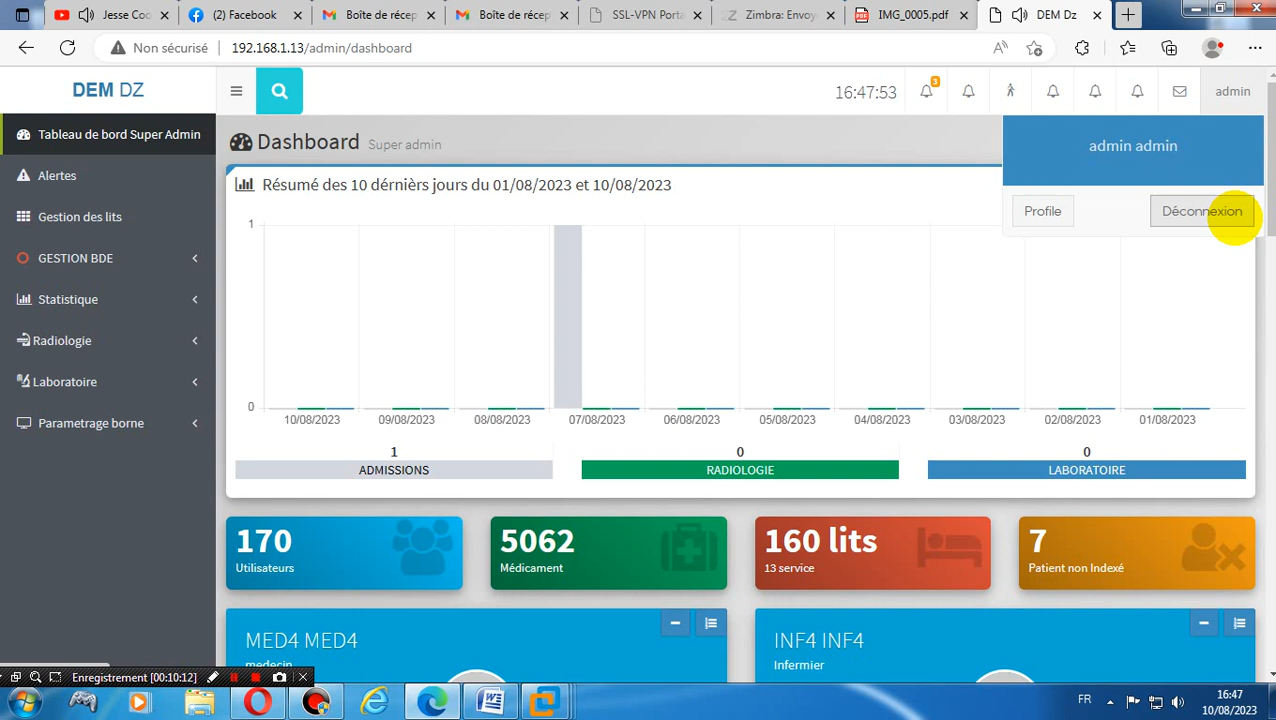 Jesse Coo
(2) Facebook
Boîte de récep
Boîte de récep
SSL-VPN Porta
Zimbra: Envoy
IMG_0005.pdf
DEM Dz
Non sécurisé 192.168.1.13/admin/dashboard
DEM DZ
16:47:53
3
admin
Tableau de bord Super Admin
Alertes
Gestion des lits
GESTION BDE
Statistique
Radiologie
Laboratoire
Parametrage borne
Dashboard Super admin
admin admin
Profile
Déconnexion
Résumé des 10 dérnièrs jours du 01/08/2023 et 10/08/2023
1
0
10/08/2023 09/08/2023 08/08/2023 07/08/2023 06/08/2023 05/08/2023 04/08/2023 03/08/2023 02/08/2023 01/08/2023
1
ADMISSIONS
0
RADIOLOGIE
0
LABORATOIRE
170
Utilisateurs
5062
Médicament
160 lits
13 service
7
Patient non Indexé
MED4 MED4
medecin
INF4 INF4
Infermier
Enregistrement [00:10:12]
FR
16:47
10/08/2023